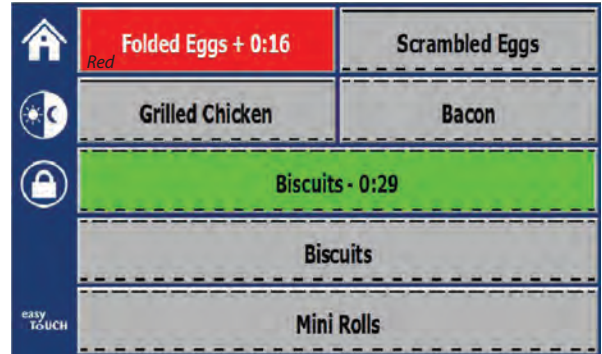 Folded Eggs + 0:16
Red
Scrambled Eggs
Grilled Chicken
Bacon
Biscuits - 0:29
Biscuits
Mini Rolls
easy
ToUCH